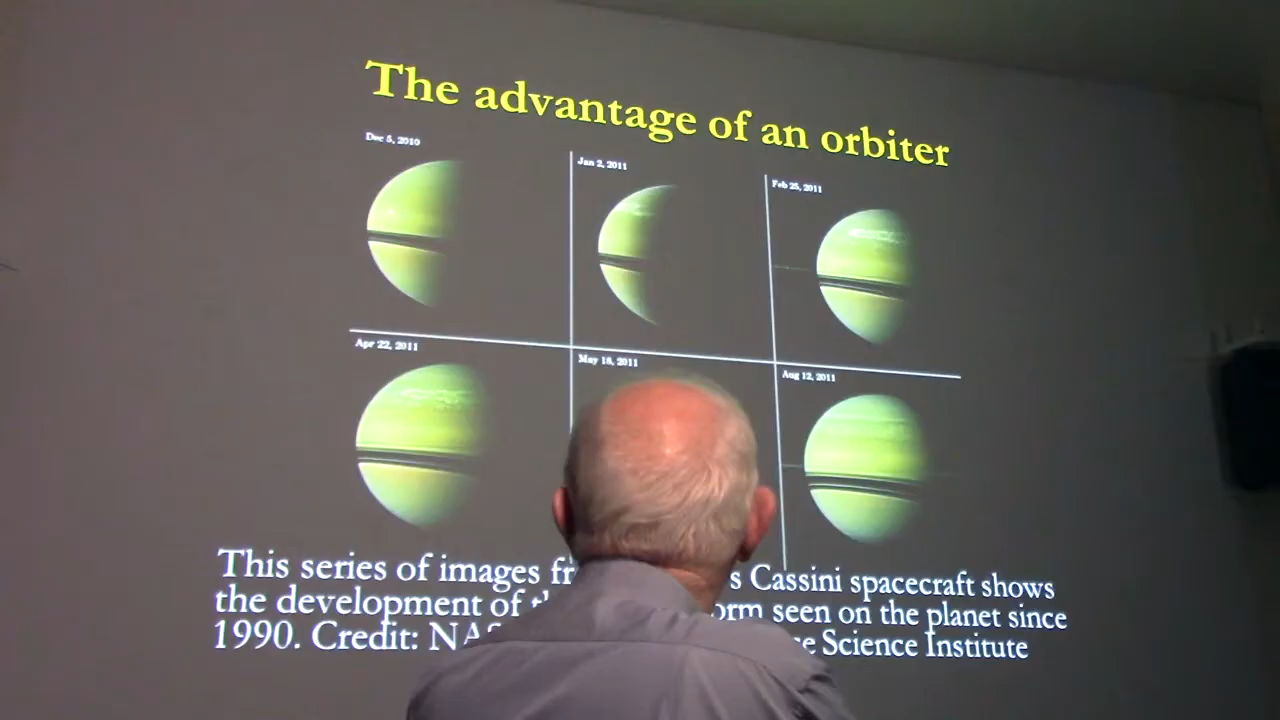 The advantage of an orbiter
Dec 5, 2010
Jan 2, 2011
Feb 25, 2011
Apr 22, 2011
May 18, 2011
Aug 12, 2011
This series of images s Cassini spacecraft shows
the development of orm seen on the planet since
1990. Credit: NAS Science Institute